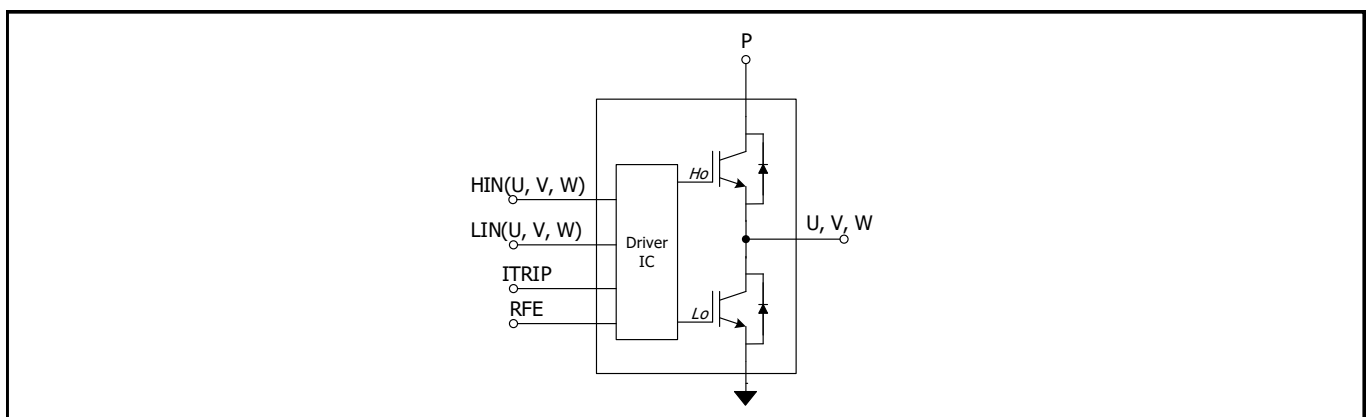 P
HIN(U, V, W)
Ho
LIN(U, V, W)
U, V, W
Driver
IC
ITRIP
RFE
Lo